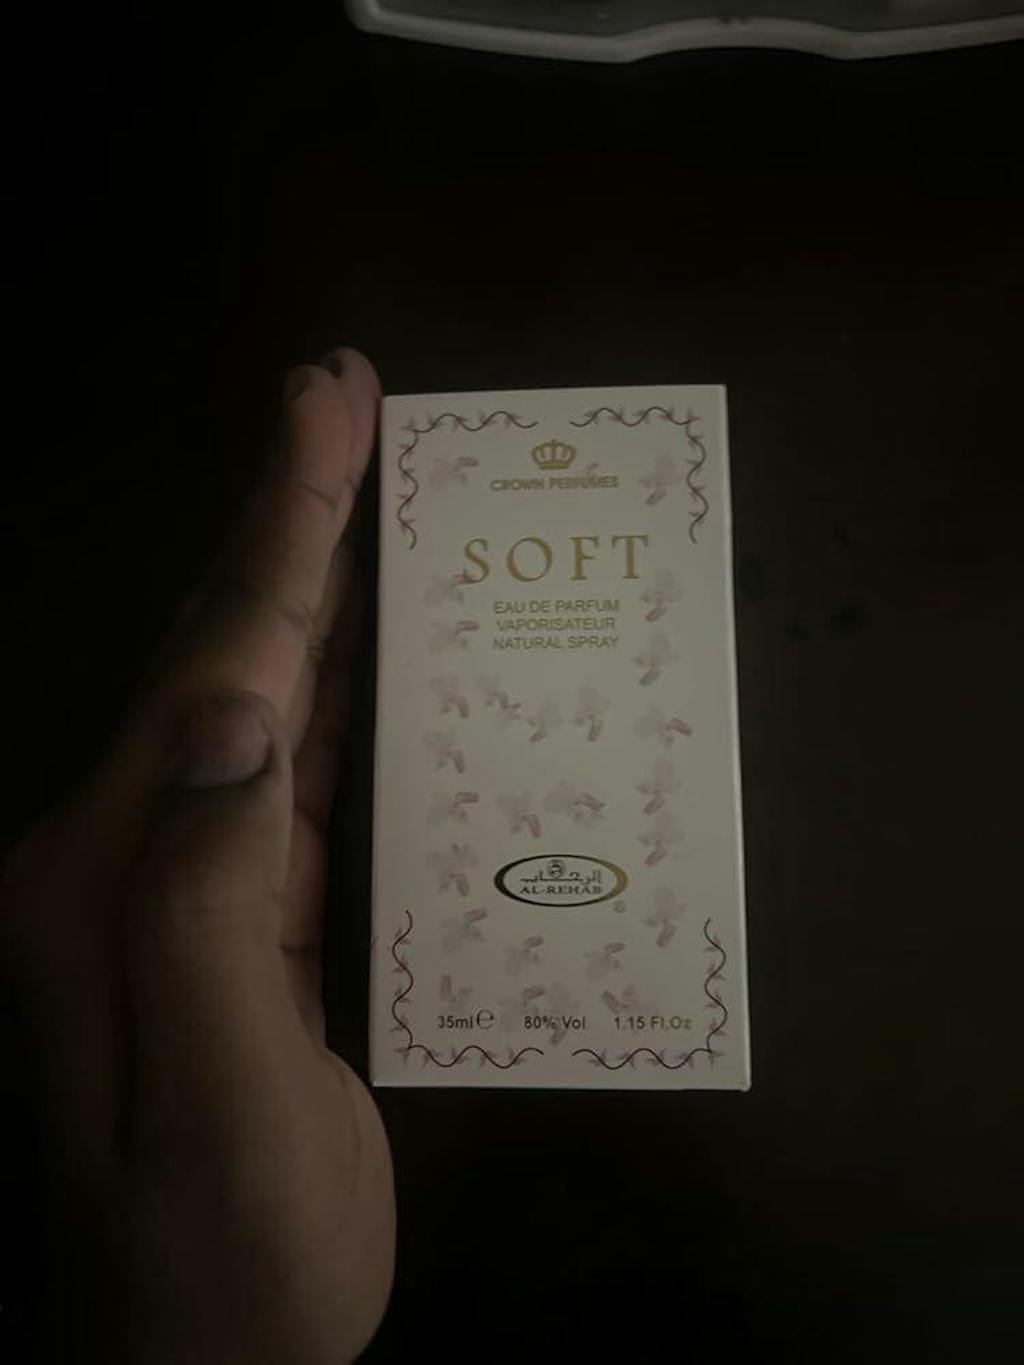 CROWN PERFUMES
SOFT
EAU DE PARFUM
VAPORISATEUR
NATURAL SPRAY
الرحاب
AL-REHAB
®
35ml℮ 80% Vol 1.15 Fl.Oz